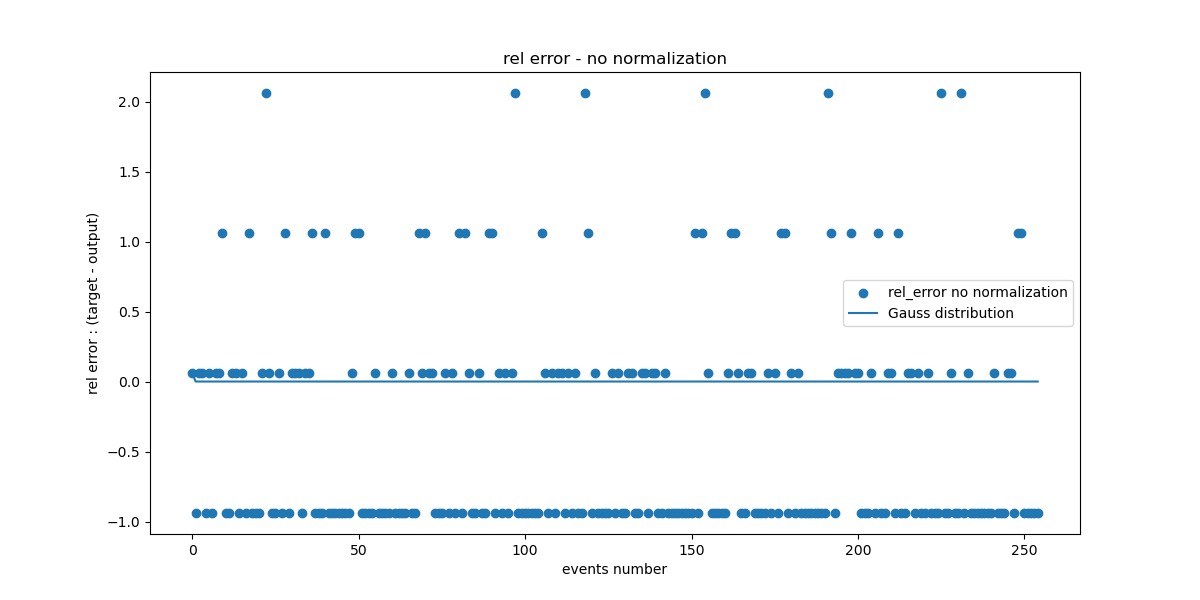 rel error - no normalization
rel error : (target - output)
2.0
1.5
1.0
0.5
0.0
−0.5
−1.0
rel_error no normalization
Gauss distribution
0
50
100
150
200
250
events number